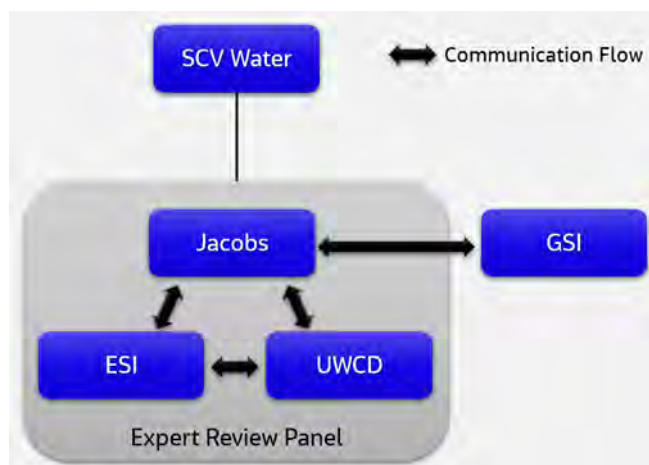 SCV Water
Communication Flow
Jacobs
GSI
ESI
UWCD
Expert Review Panel